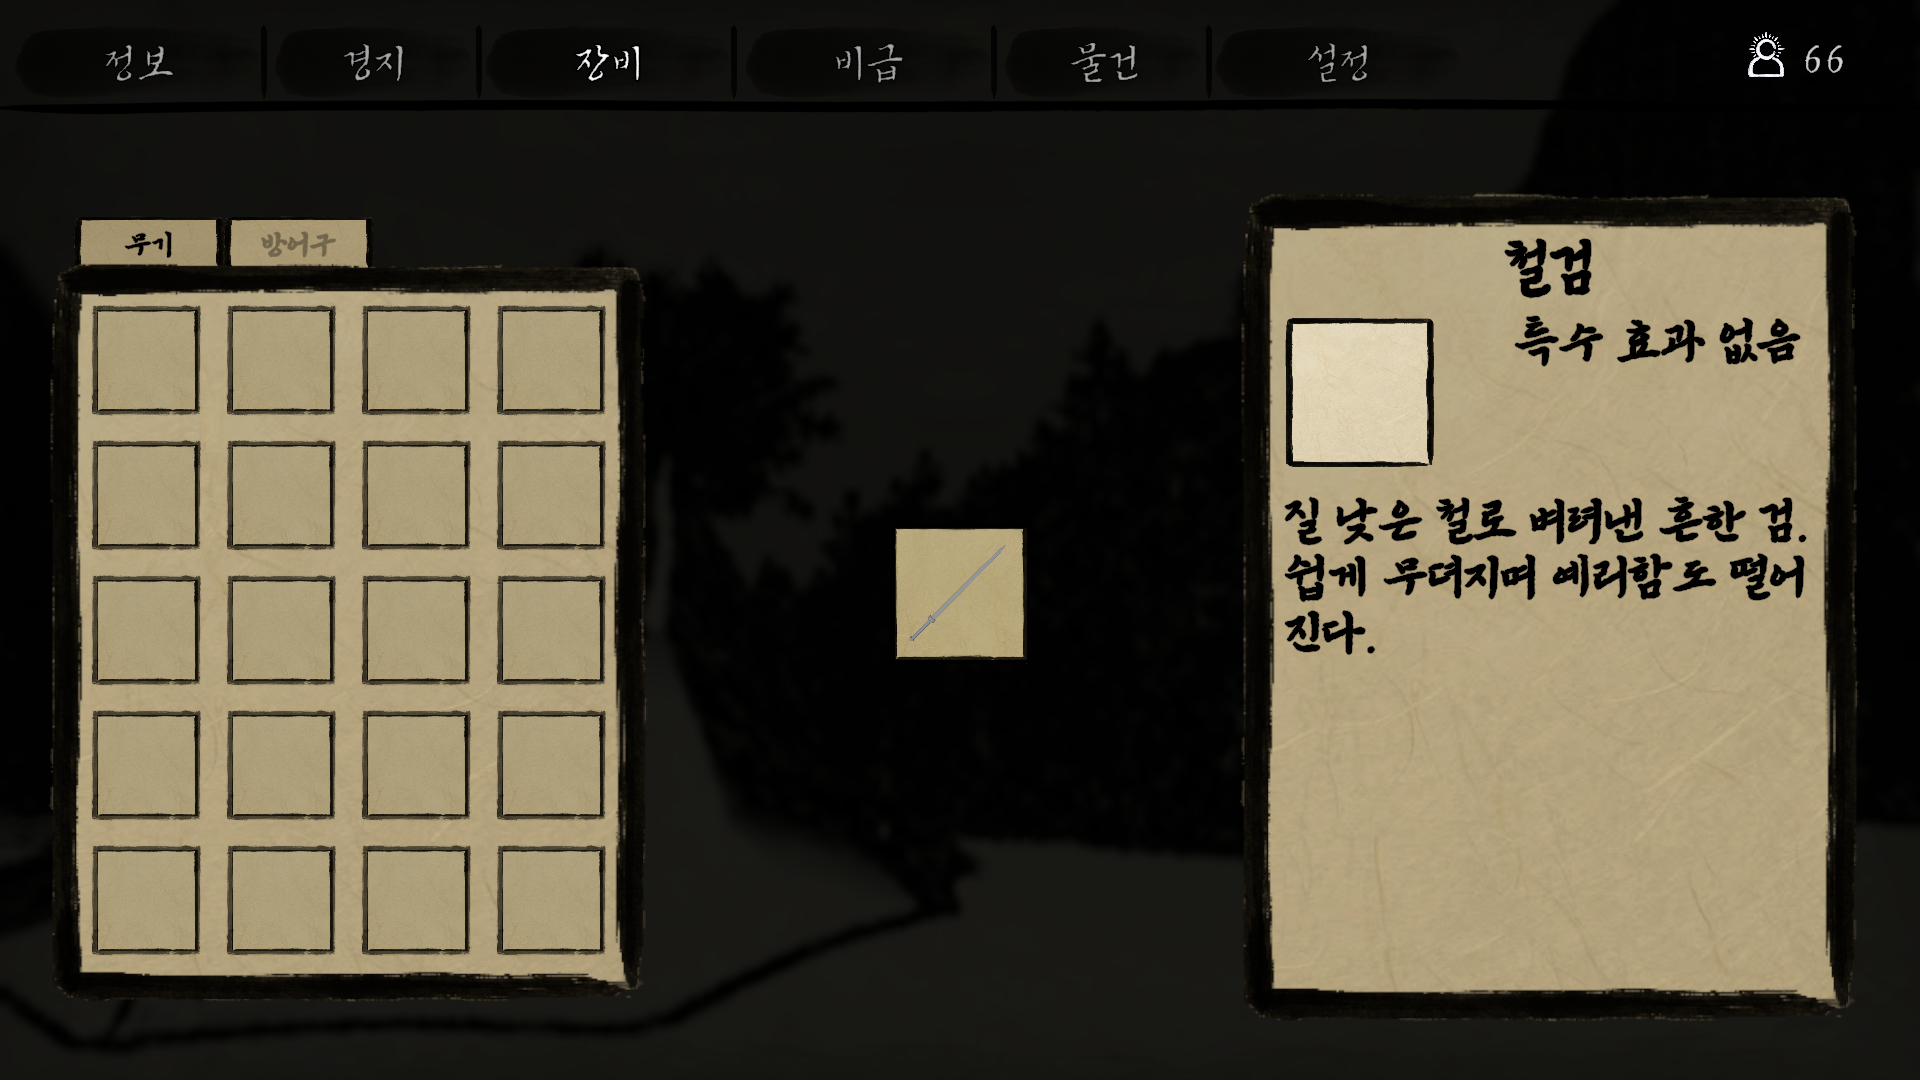 정보 경지 장비 비급 물건 설정 66
무기 방어구
철검
특수 효과 없음
질 낮은 철로 벼려낸 흔한 검.
쉽게 무뎌지며 예리함도 떨어
진다.